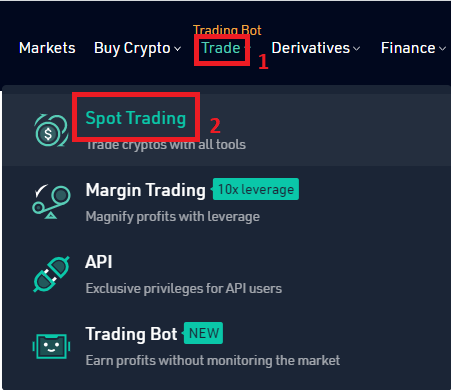 Trading Bot
Markets Buy Crypto Trade Derivatives Finance
1
Spot Trading
2
Trade cryptos with all tools
Margin Trading 10x leverage
Magnify profits with leverage
API
Exclusive privileges for API users
Trading Bot NEW
Earn profits without monitoring the market